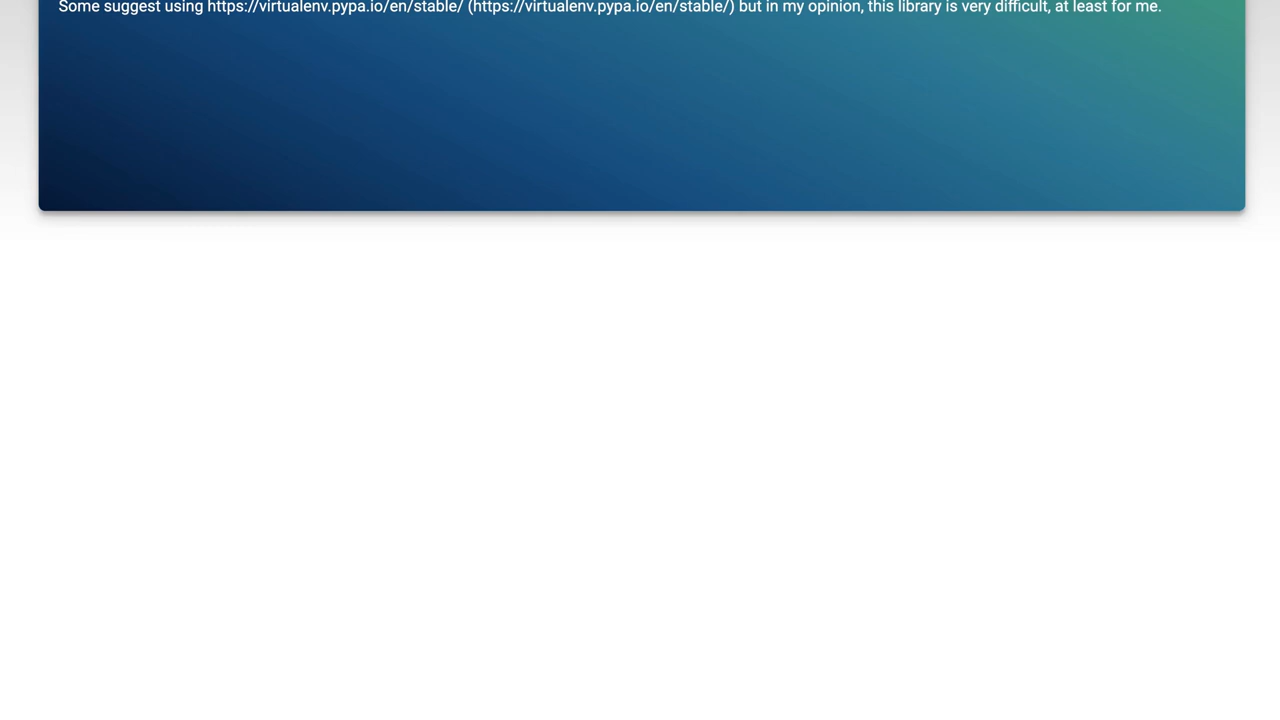 Some suggest using https://virtualenv.pypa.io/en/stable/ (https://virtualenv.pypa.io/en/stable/) but in my opinion, this library is very difficult, at least for me.